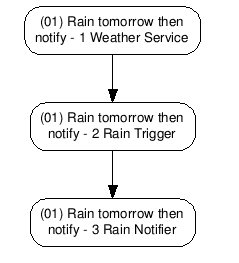 (01) Rain tomorrow then
notify - 1 Weather Service
(01) Rain tomorrow then
notify - 2 Rain Trigger
(01) Rain tomorrow then
notify - 3 Rain Notifier